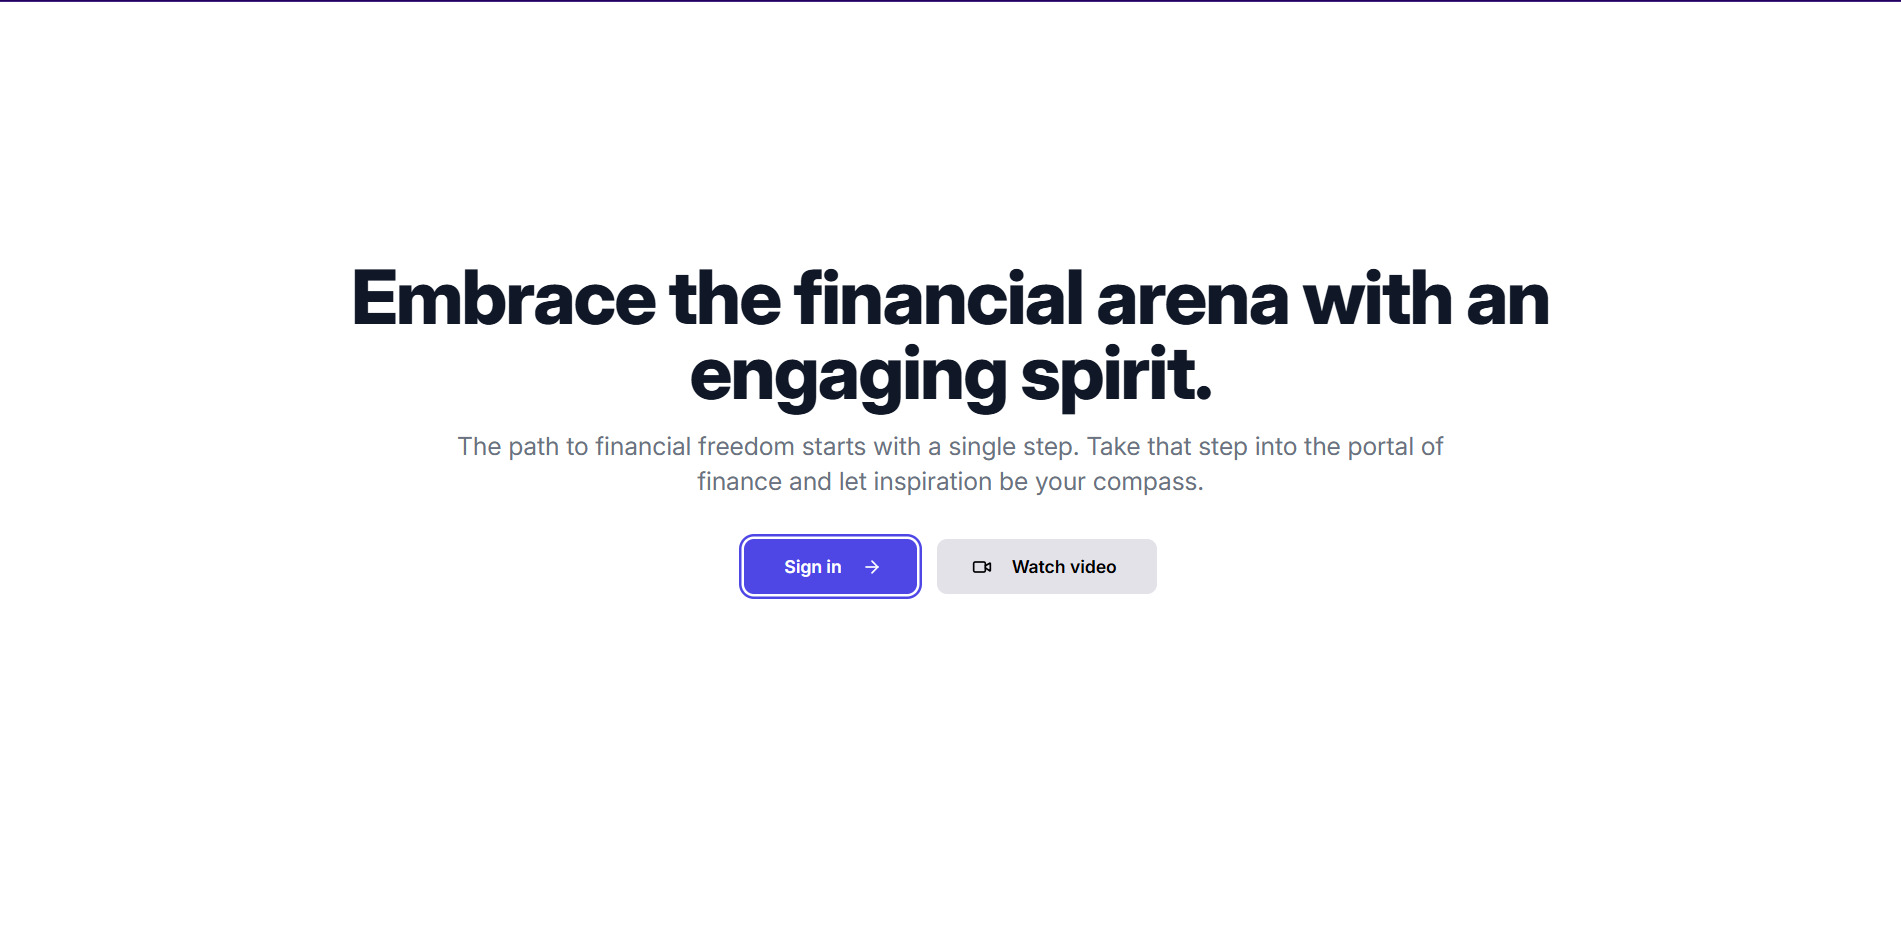 Embrace the financial arena with an
engaging spirit.
The path to financial freedom starts with a single step. Take that step into the portal of
finance and let inspiration be your compass.
Sign in
Watch video